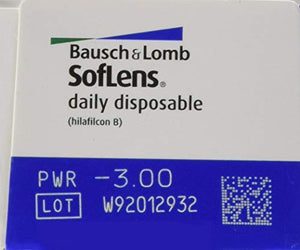 Bausch & Lomb
SofLens®
daily disposable
(hilafilcon B)
PWR -3.00
LOT W92012932